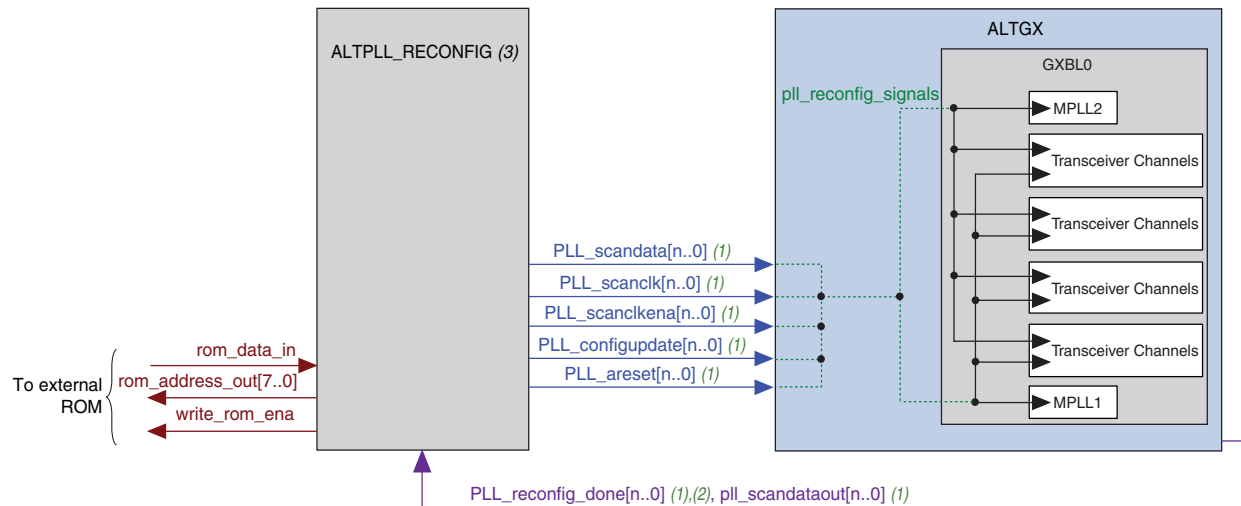 ALTPLL_RECONFIG (3)
ALTGX
GXBL0
pll_reconfig_signals
MPLL2
Transceiver Channels
Transceiver Channels
Transceiver Channels
Transceiver Channels
MPLL1
PLL_scandata[n..0] (1)
PLL_scanclk[n..0] (1)
PLL_scanclkena[n..0] (1)
PLL_configupdate[n..0] (1)
PLL_areset[n..0] (1)
To external
ROM
rom_data_in
rom_address_out[7..0]
write_rom_ena
PLL_reconfig_done[n..0] (1),(2), pll_scandataout[n..0] (1)